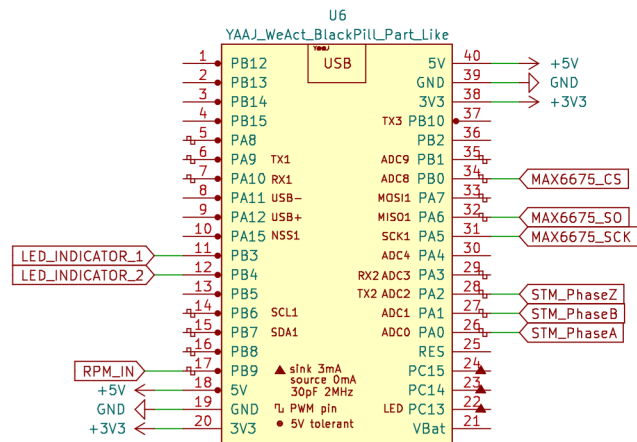 U6
YAAJ_WeAct_BlackPill_Part_Like
YAAJ
USB
1 PB12
2 PB13
3 PB14
4 PB15
5 PA8
6 PA9 TX1
7 PA10 RX1
8 PA11 USB-
9 PA12 USB+
10 PA15 NSS1
LED_INDICATOR_1 11 PB3
LED_INDICATOR_2 12 PB4
13 PB5
14 PB6 SCL1
15 PB7 SDA1
16 PB8
RPM_IN 17 PB9
+5V 18 5V
GND 19 GND
+3V3 20 3V3
5V 40 +5V
GND 39 GND
3V3 38 +3V3
TX3 PB10 37
PB2 36
ADC9 PB1 35
ADC8 PB0 34 MAX6675_CS
MOSI1 PA7 33
MISO1 PA6 32 MAX6675_SO
SCK1 PA5 31 MAX6675_SCK
ADC4 PA4 30
RX2 ADC3 PA3 29
TX2 ADC2 PA2 28 STM_PhaseZ
ADC1 PA1 27 STM_PhaseB
ADC0 PA0 26 STM_PhaseA
RES 25
PC15 24
PC14 23
LED PC13 22
VBat 21
sink 3mA
source 0mA
30pF 2MHz
PWM pin
5V tolerant